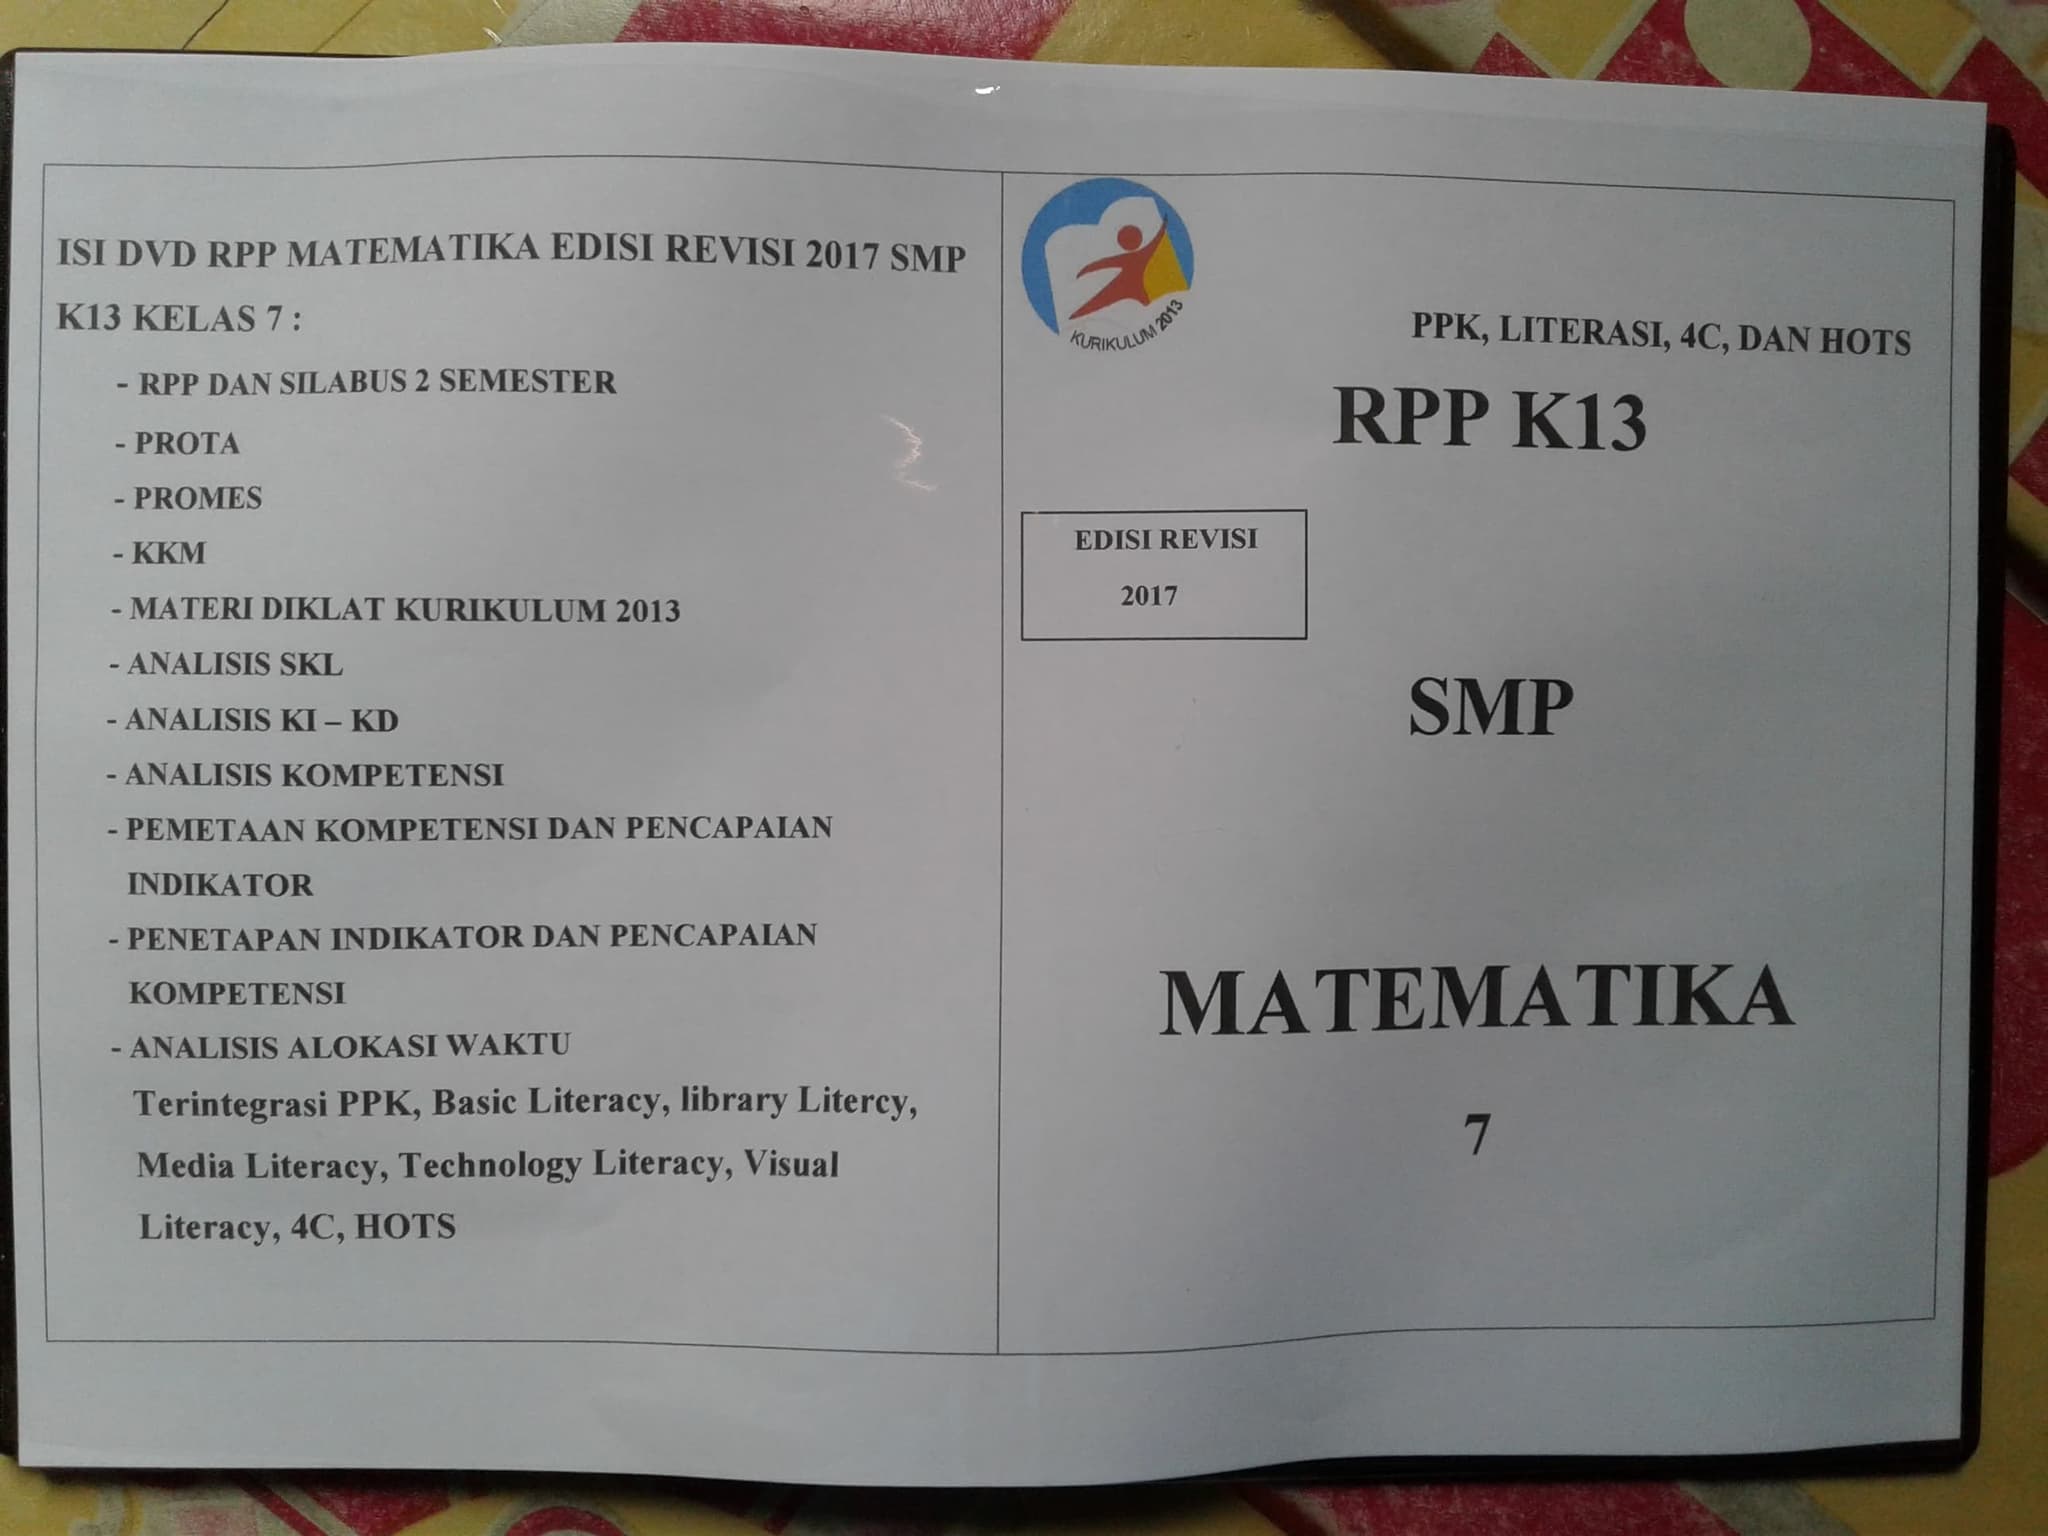 ISI DVD RPP MATEMATIKA EDISI REVISI 2017 SMP
K13 KELAS 7 :
- RPP DAN SILABUS 2 SEMESTER
- PROTA
- PROMES
- KKM
- MATERI DIKLAT KURIKULUM 2013
- ANALISIS SKL
- ANALISIS KI – KD
- ANALISIS KOMPETENSI
- PEMETAAN KOMPETENSI DAN PENCAPAIAN
INDIKATOR
- PENETAPAN INDIKATOR DAN PENCAPAIAN
KOMPETENSI
- ANALISIS ALOKASI WAKTU
Terintegrasi PPK, Basic Literacy, library Litercy,
Media Literacy, Technology Literacy, Visual
Literacy, 4C, HOTS
KURIKULUM 2013
PPK, LITERASI, 4C, DAN HOTS
RPP K13
EDISI REVISI
2017
SMP
MATEMATIKA
7